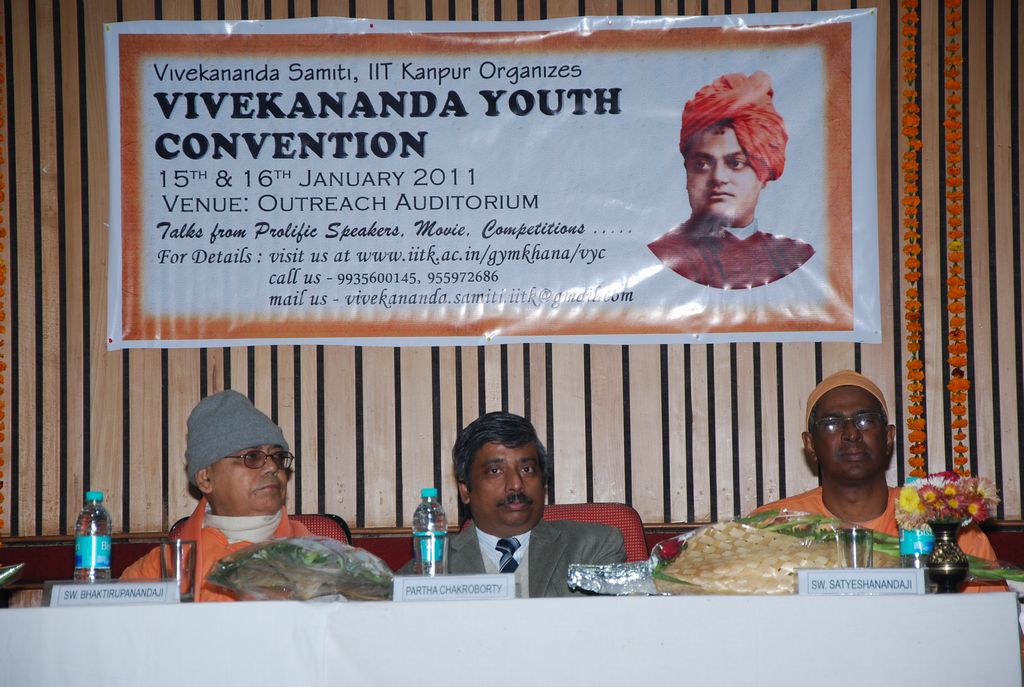 Vivekananda Samiti, IIT Kanpur Organizes
VIVEKANANDA YOUTH
CONVENTION
15TH & 16TH JANUARY 2011
VENUE: OUTREACH AUDITORIUM
Talks from Prolific Speakers, Movie, Competitions .....
For Details : visit us at www.iitk.ac.in/gymkhana/vyc
call us - 9935600145, 955972686
mail us - vivekananda.samiti.iitk@gmail.com
SW. BHAKTIRUPANANDAJI
PARTHA CHAKROBORTY
SW. SATYESHANANDAJI